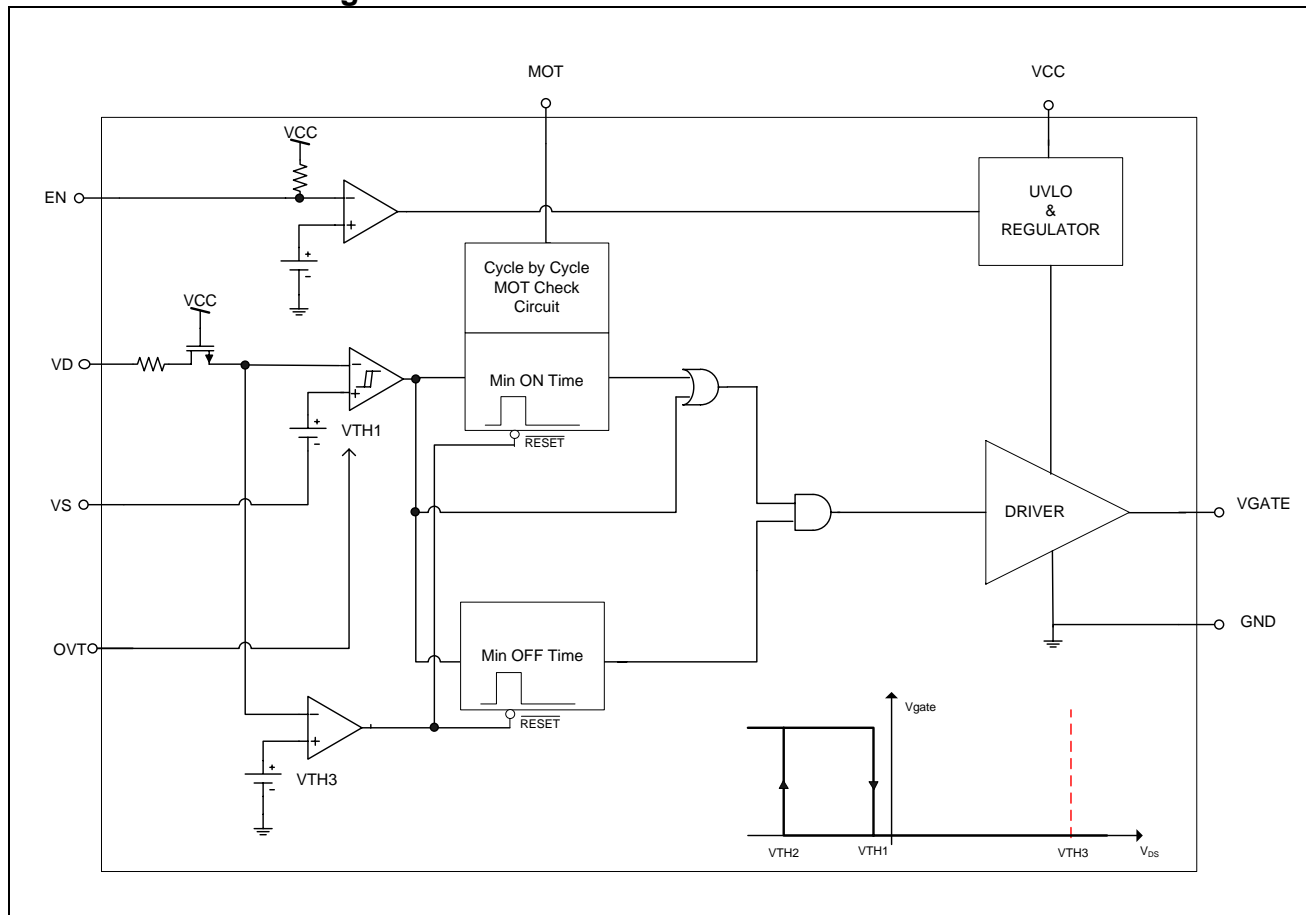 g
MOT
VCC
VCC
EN
−
+
+
-
UVLO
&
REGULATOR
Cycle by Cycle
MOT Check
Circuit
VCC
VD
−
+
Min ON Time
+
-
VTH1
RESET
VS
DRIVER
VGATE
OVT
GND
Min OFF Time
RESET
−
+
VTH3
+
-
Vgate
VTH2
VTH1
VTH3
VDS